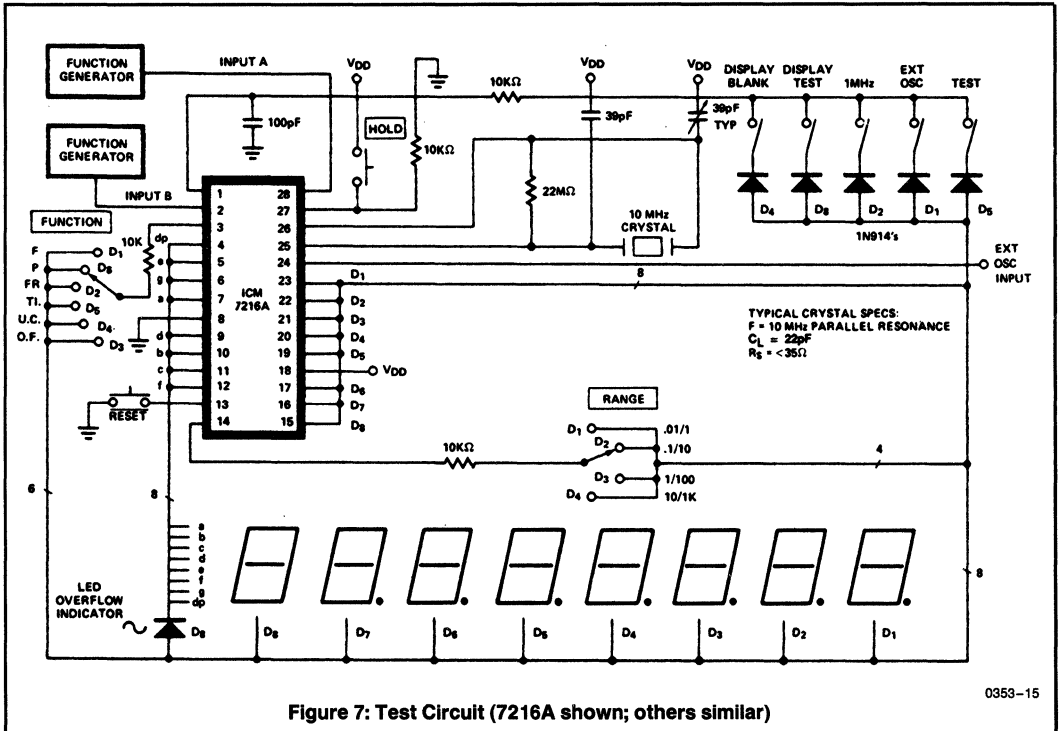 FUNCTION
GENERATOR
INPUT A
FUNCTION
GENERATOR
INPUT B
100pF
VDD
HOLD
10KΩ
10KΩ
VDD
39pF
VDD
39pF
TYP
DISPLAY
BLANK
DISPLAY
TEST
1MHz
EXT
OSC
TEST
D4
D8
D2
D1
D5
1N914's
22MΩ
10 MHz
CRYSTAL
EXT
OSC
INPUT
8
FUNCTION
10K
dp
F
P
FR
TI.
U.C.
O.F.
D1
D8
D2
D5
D4
D3
e
g
a
d
b
c
f
ICM
7216A
1
2
3
4
5
6
7
8
9
10
11
12
13
14
28
27
26
25
24
23
22
21
20
19
18
17
16
15
D1
D2
D3
D4
D5
VDD
D6
D7
D8
RESET
TYPICAL CRYSTAL SPECS:
F = 10 MHz PARALLEL RESONANCE
CL = 22pF
RS = <35Ω
RANGE
10KΩ
D1 .01/1
D2 .1/10
D3 1/100
D4 10/1K
4
6
8
8
a
b
c
d
e
f
g
dp
LED
OVERFLOW
INDICATOR
D8
D8
D7
D6
D5
D4
D3
D2
D1
0353-15
Figure 7: Test Circuit (7216A shown; others similar)